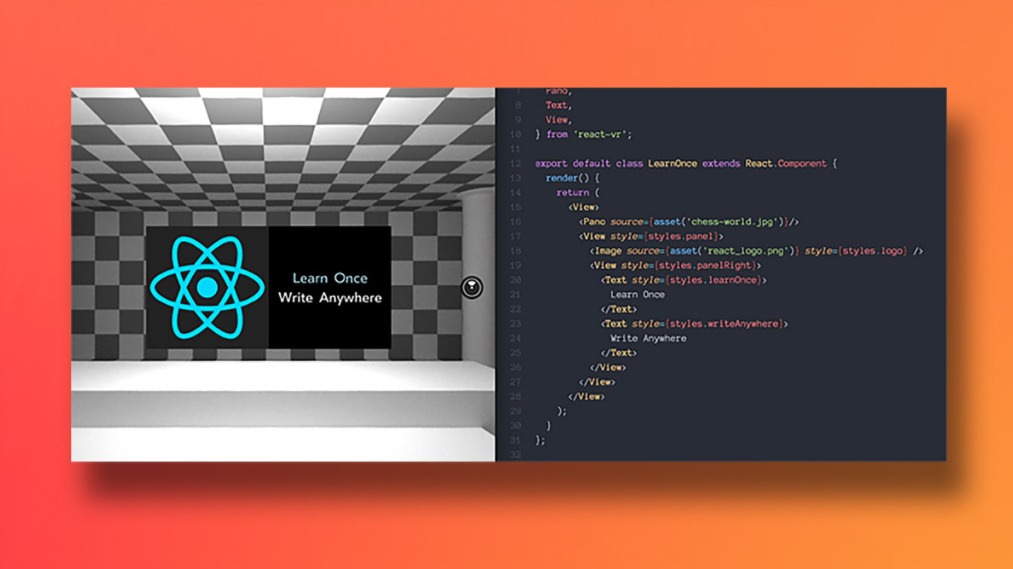 Learn Once
Write Anywhere
7 Pano,
8 Text,
9 View,
10 } from 'react-vr';
11
12 export default class LearnOnce extends React.Component {
13 render() {
14 return (
15 <View>
16 <Pano source={asset('chess-world.jpg')}/>
17 <View style={styles.panel}>
18 <Image source={asset('react_logo.png')} style={styles.logo} />
19 <View style={styles.panelRight}>
20 <Text style={styles.learnOnce}>
21 Learn Once
22 </Text>
23 <Text style={styles.writeAnywhere}>
24 Write Anywhere
25 </Text>
26 </View>
27 </View>
28 </View>
29 );
30 }
31 };
32